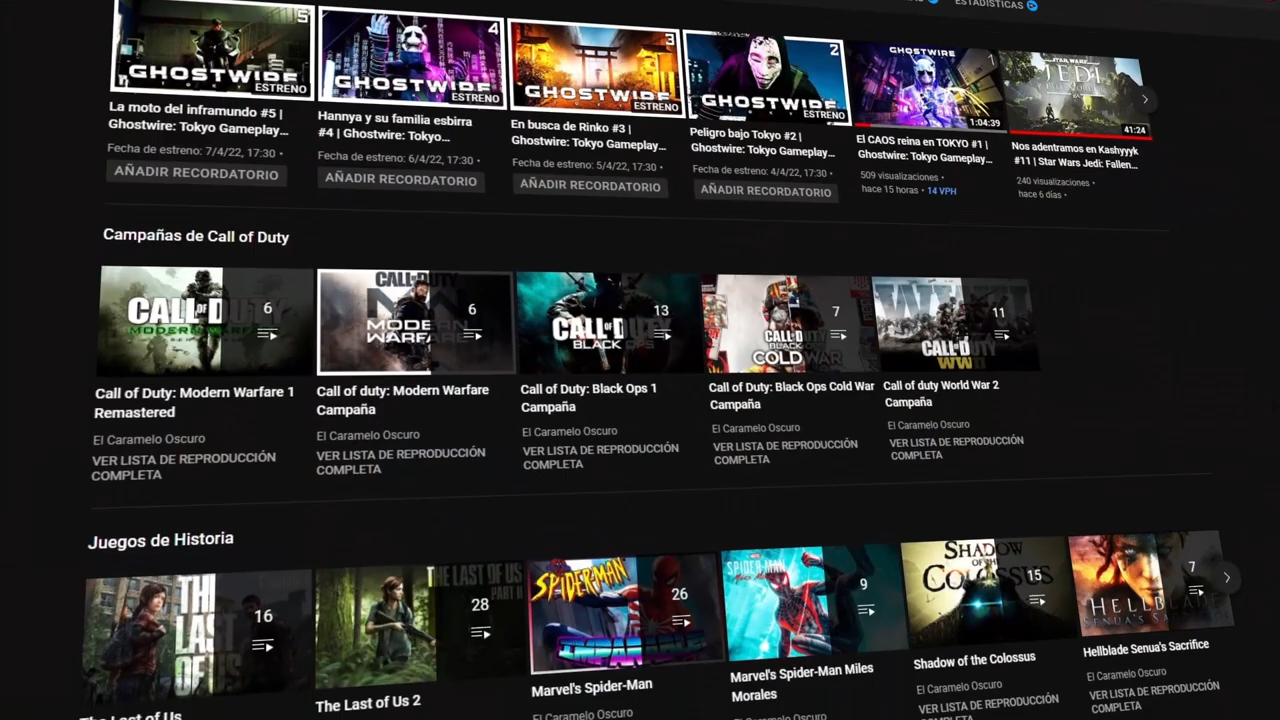 ESTADÍSTICAS
5
GHOSTWIRE
ESTRENO
La moto del inframundo #5 |
Ghostwire: Tokyo Gameplay...
Fecha de estreno: 7/4/22, 17:30 •
AÑADIR RECORDATORIO
4
GHOSTWIRE
ESTRENO
Hannya y su familia esbirra
#4 | Ghostwire: Tokyo...
Fecha de estreno: 6/4/22, 17:30 •
AÑADIR RECORDATORIO
3
GHOSTWIRE
ESTRENO
En busca de Rinko #3 |
Ghostwire: Tokyo Gameplay...
Fecha de estreno: 5/4/22, 17:30 •
AÑADIR RECORDATORIO
2
GHOSTWIRE
ESTRENO
Peligro bajo Tokyo #2 |
Ghostwire: Tokyo Gameplay...
Fecha de estreno: 4/4/22, 17:30 •
AÑADIR RECORDATORIO
GHOSTWIRE
1
1:04:39
El CAOS reina en TOKYO #1 |
Ghostwire: Tokyo Gameplay...
509 visualizaciones •
hace 15 horas • 14 VPH
STAR WARS
JEDI
41:24
Nos adentramos en Kashyyyk
#11 | Star Wars Jedi: Fallen...
240 visualizaciones •
hace 6 días •
Campañas de Call of Duty
CALL OF DUTY
MODERN WARFARE
6
Call of Duty: Modern Warfare 1
Remastered
El Caramelo Oscuro
VER LISTA DE REPRODUCCIÓN
COMPLETA
CALL OF DUTY
MODERN
WARFARE
6
Call of duty: Modern Warfare
Campaña
El Caramelo Oscuro
VER LISTA DE REPRODUCCIÓN
COMPLETA
CALL OF DUTY
BLACK OPS
13
Call of Duty: Black Ops 1
Campaña
El Caramelo Oscuro
VER LISTA DE REPRODUCCIÓN
COMPLETA
CALL OF DUTY
BLACK OPS
COLD WAR
7
Call of Duty: Black Ops Cold War
Campaña
El Caramelo Oscuro
VER LISTA DE REPRODUCCIÓN
COMPLETA
WWII
CALL OF DUTY
WWII
11
Call of duty World War 2
Campaña
El Caramelo Oscuro
VER LISTA DE REPRODUCCIÓN
COMPLETA
Juegos de Historia
THE
LAST
OF US
16
The Last of Us
THE LAST OF US
PART II
28
The Last of Us 2
SPIDER-MAN
IMPARABLE
26
Marvel's Spider-Man
El Caramelo Oscuro
SPIDER-MAN
MILES MORALES
9
Marvel's Spider-Man Miles
Morales
El Caramelo Oscuro
SHADOW
OF THE
COLOSSUS
15
Shadow of the Colossus
El Caramelo Oscuro
VER LISTA DE REPRODUCCIÓN
COMPLETA
HELLBLADE
SENUA'S SACRIFICE
7
Hellblade Senua's Sacrifice
El Caramelo Oscuro
VER LISTA DE REPRODUCCIÓN
COMPLETA